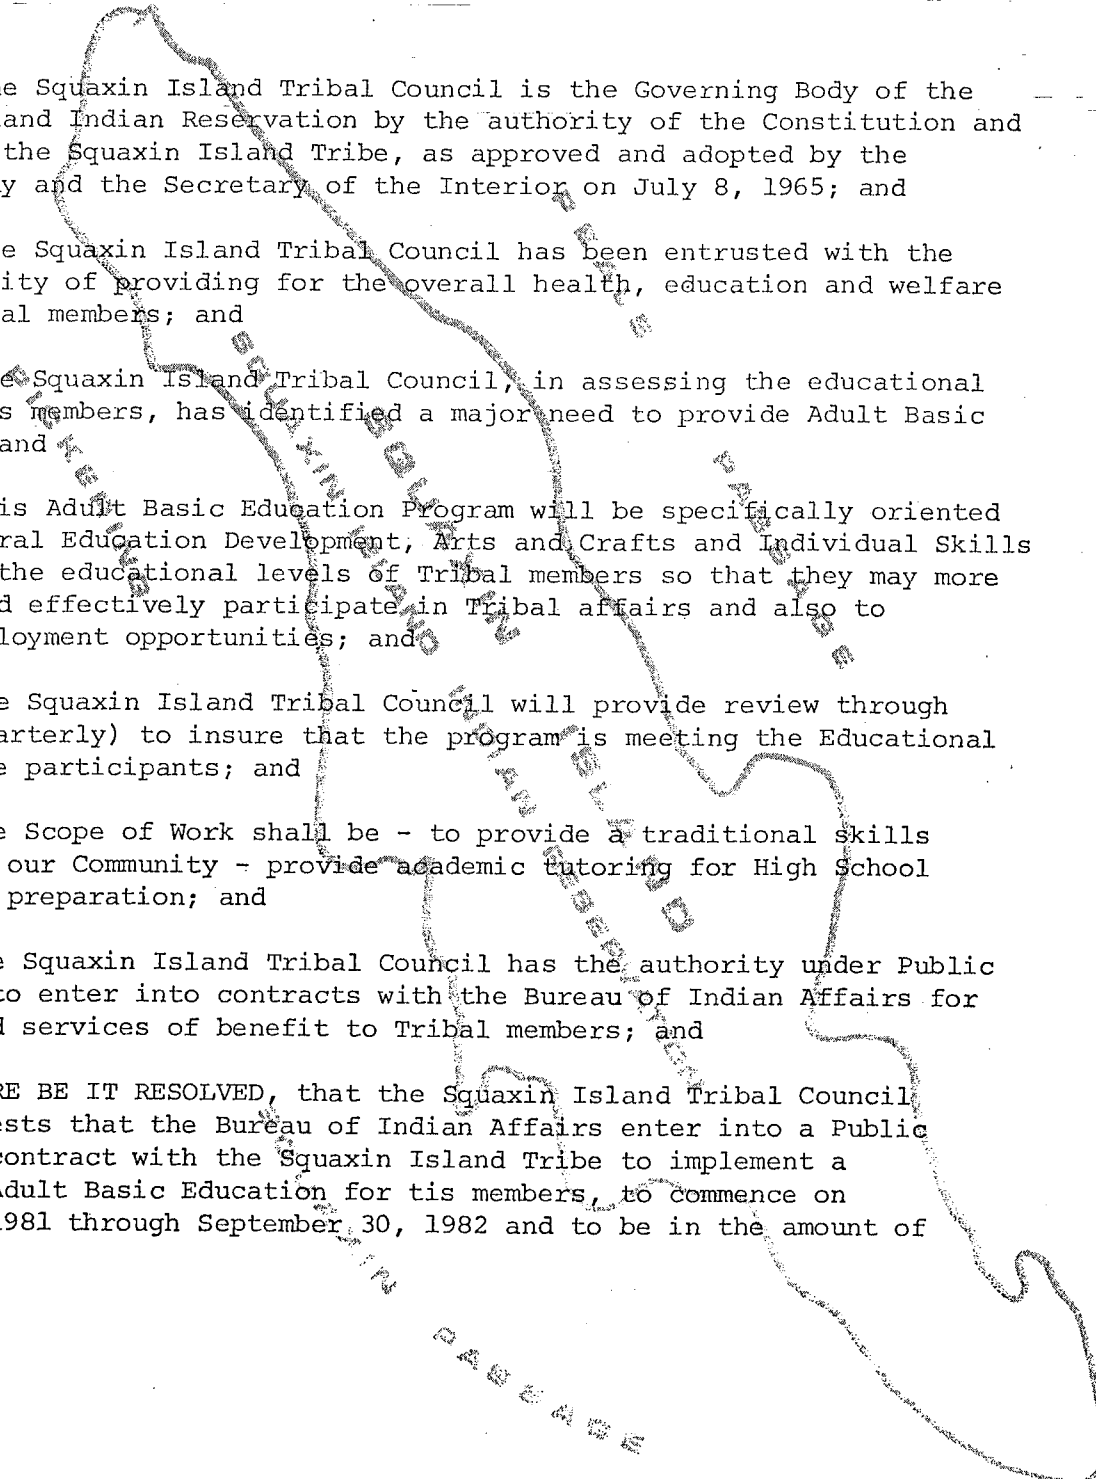 e Squaxin Island Tribal Council is the Governing Body of the
and Indian Reservation by the authority of the Constitution and
the Squaxin Island Tribe, as approved and adopted by the
y and the Secretary of the Interior on July 8, 1965; and
e Squaxin Island Tribal Council has been entrusted with the
ity of providing for the overall health, education and welfare
al members; and
e Squaxin Island Tribal Council, in assessing the educational
s members, has identified a major need to provide Adult Basic
and
is Adult Basic Education Program will be specifically oriented
ral Education Development, Arts and Crafts and Individual Skills
the educational levels of Tribal members so that they may more
d effectively participate in Tribal affairs and also to
loyment opportunities; and
e Squaxin Island Tribal Council will provide review through
arterly) to insure that the program is meeting the Educational
e participants; and
e Scope of Work shall be - to provide a traditional skills
our Community - provide academic tutoring for High School
preparation; and
e Squaxin Island Tribal Council has the authority under Public
to enter into contracts with the Bureau of Indian Affairs for
d services of benefit to Tribal members; and
RE BE IT RESOLVED, that the Squaxin Island Tribal Council
ests that the Bureau of Indian Affairs enter into a Public
contract with the Squaxin Island Tribe to implement a
Adult Basic Education for tis members, to commence on
1981 through September 30, 1982 and to be in the amount of
PEALE PASSAGE
PICKERING
SQUAXIN ISLAND
SQUAXIN ISLAND INDIAN RESERVATION
PASSAGE